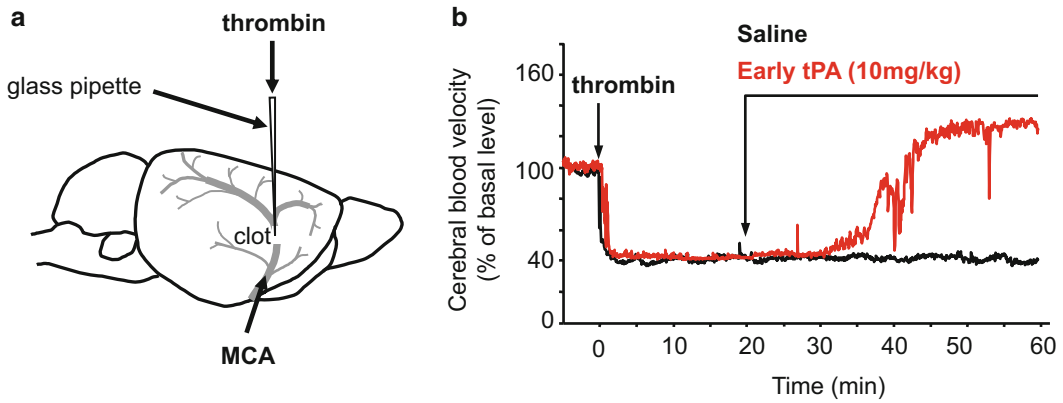 a
thrombin
glass pipette
clot
MCA
b
Saline
Early tPA (10mg/kg)
thrombin
Cerebral blood velocity
(% of basal level)
160
100
40
0
0 10 20 30 40 50 60
Time (min)